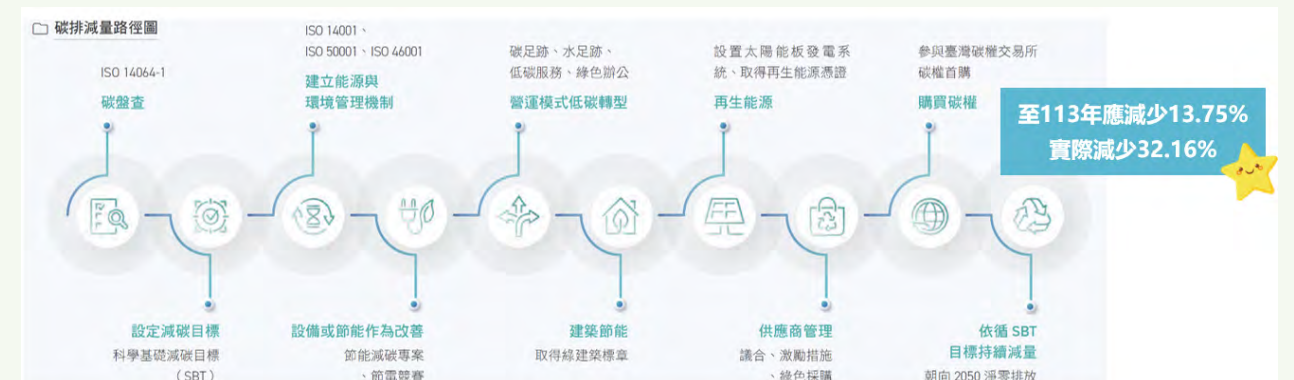 碳排減量路徑圖
ISO 14064-1
碳盤查
ISO 14001、
ISO 50001、ISO 46001
建立能源與
環境管理機制
碳足跡、水足跡、
低碳服務、綠色辦公
營運模式低碳轉型
設置太陽能板發電系
統、取得再生能源憑證
再生能源
參與臺灣碳權交易所
碳權首購
購買碳權
至113年應減少13.75%
實際減少32.16%
設定減碳目標
科學基礎減碳目標
（SBT）
設備或節能作為改善
節能減碳專案
、節電競賽
建築節能
取得綠建築標章
供應商管理
議合、激勵措施
、綠色採購
依循 SBT
目標持續減量
朝向 2050 淨零排放